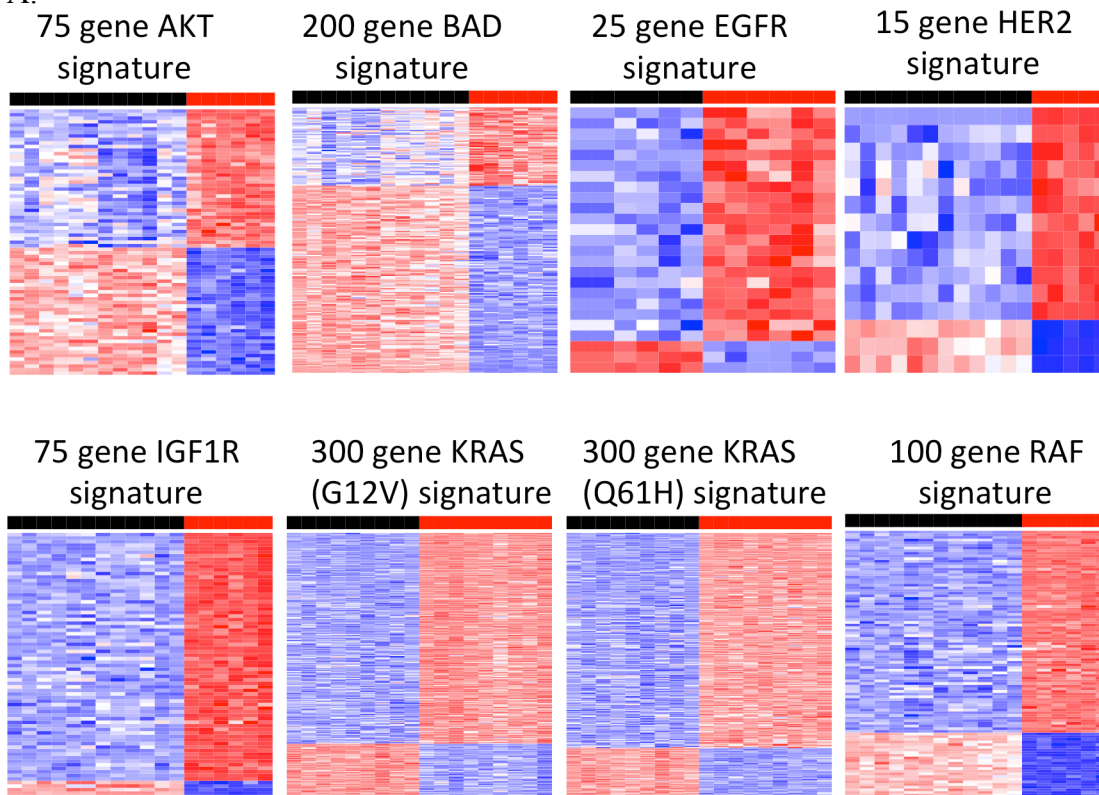 A.
75 gene AKT
signature
200 gene BAD
signature
25 gene EGFR
signature
15 gene HER2
signature
75 gene IGF1R
signature
300 gene KRAS
(G12V) signature
300 gene KRAS
(Q61H) signature
100 gene RAF
signature